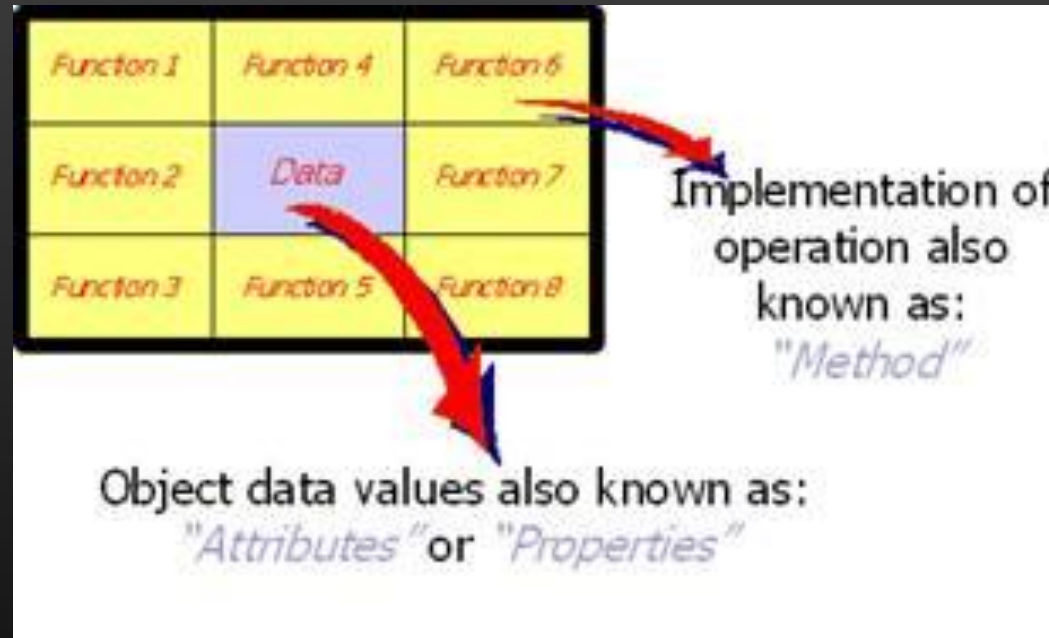 Function 1 Function 4 Function 6
Function 2 Data Function 7
Function 3 Function 5 Function 8
Implementation of
operation also
known as:
"Method"
Object data values also known as:
"Attributes" or "Properties"